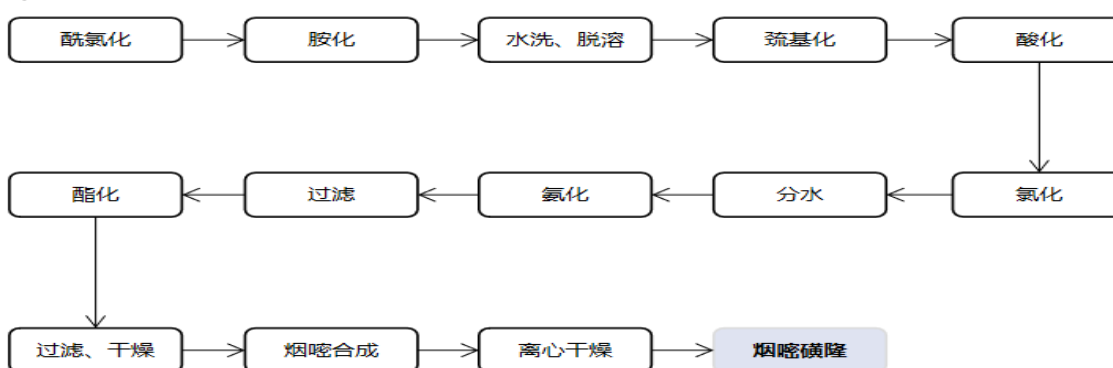 酰氯化
胺化
水洗、脱溶
巯基化
酸化
氯化
分水
氨化
过滤
酯化
过滤、干燥
烟嘧合成
离心干燥
烟嘧磺隆